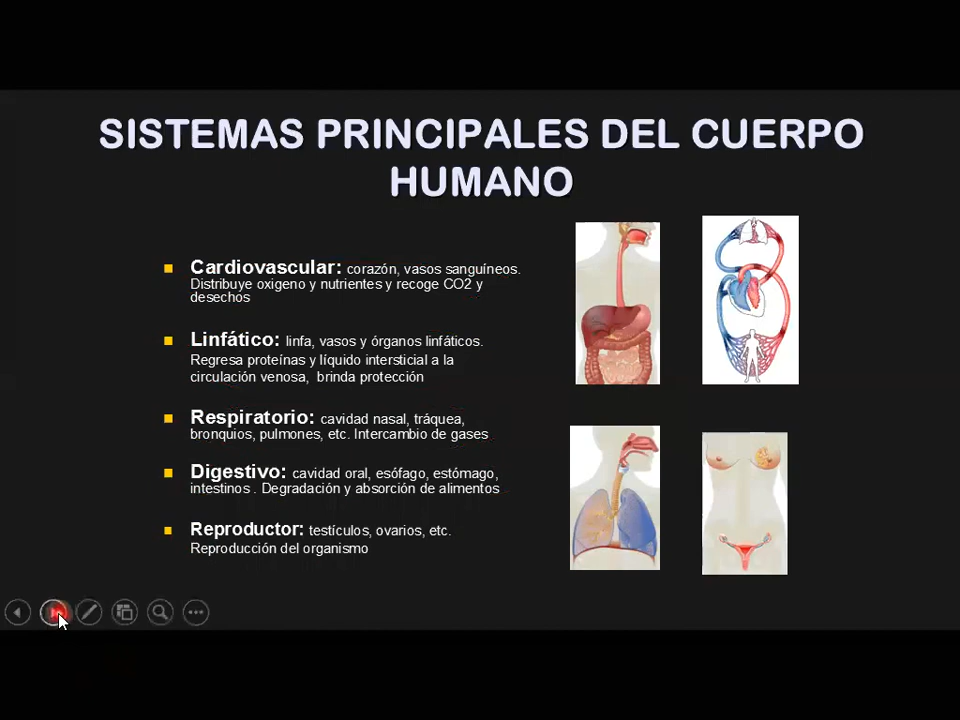 SISTEMAS PRINCIPALES DEL CUERPO
HUMANO
Cardiovascular: corazón, vasos sanguíneos.
Distribuye oxigeno y nutrientes y recoge CO2 y
desechos
Linfático: linfa, vasos y órganos linfáticos.
Regresa proteínas y líquido intersticial a la
circulación venosa, brinda protección
Respiratorio: cavidad nasal, tráquea,
bronquios, pulmones, etc. Intercambio de gases
Digestivo: cavidad oral, esófago, estómago,
intestinos . Degradación y absorción de alimentos
Reproductor: testículos, ovarios, etc.
Reproducción del organismo